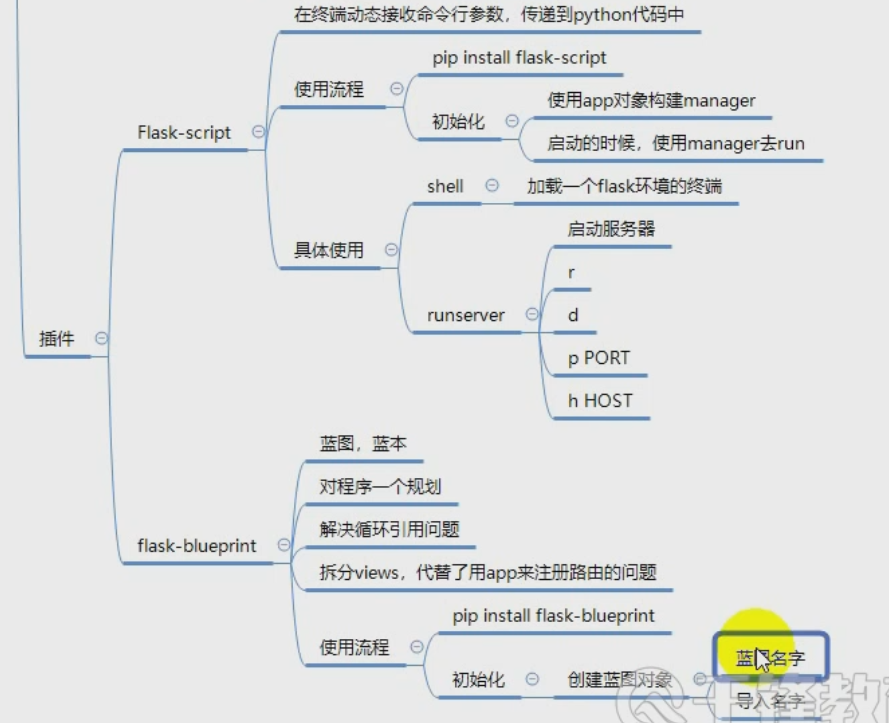 在终端动态接收命令行参数，传递到python代码中
pip install flask-script
使用流程
使用app对象构建manager
初始化
Flask-script
启动的时候，使用manager去run
shell
加载一个flask环境的终端
启动服务器
具体使用
r
runserver
d
插件
p PORT
h HOST
蓝图，蓝本
对程序一个规划
解决循环引用问题
flask-blueprint
拆分views，代替了用app来注册路由的问题
pip install flask-blueprint
使用流程
蓝图名字
初始化
创建蓝图对象
导入名字